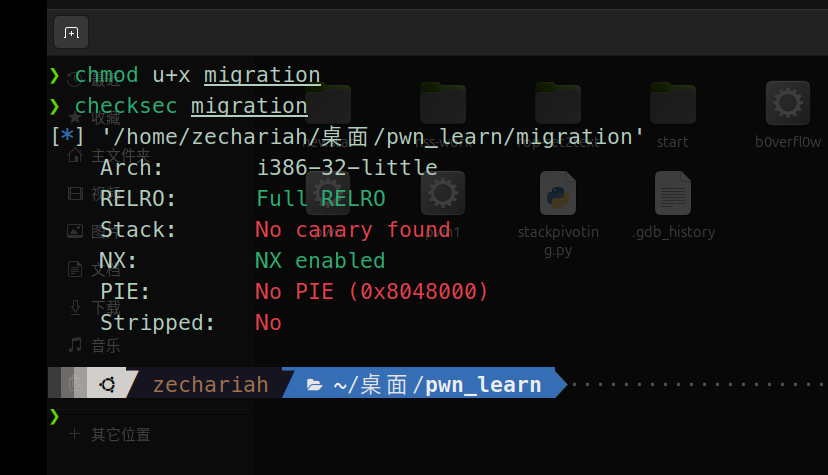 ❯ chmod u+x migration
❯ checksec migration
[*] '/home/zechariah/桌面/pwn_learn/migration'
Arch: i386-32-little
RELRO: Full RELRO
Stack: No canary found
NX: NX enabled
PIE: No PIE (0x8048000)
Stripped: No
zechariah ~/桌面/pwn_learn
❯
最近
收藏
主文件夹
视频
图片
文档
下载
音乐
其它位置
start
b0verfl0w
stackpivotin
g.py
.gdb_history